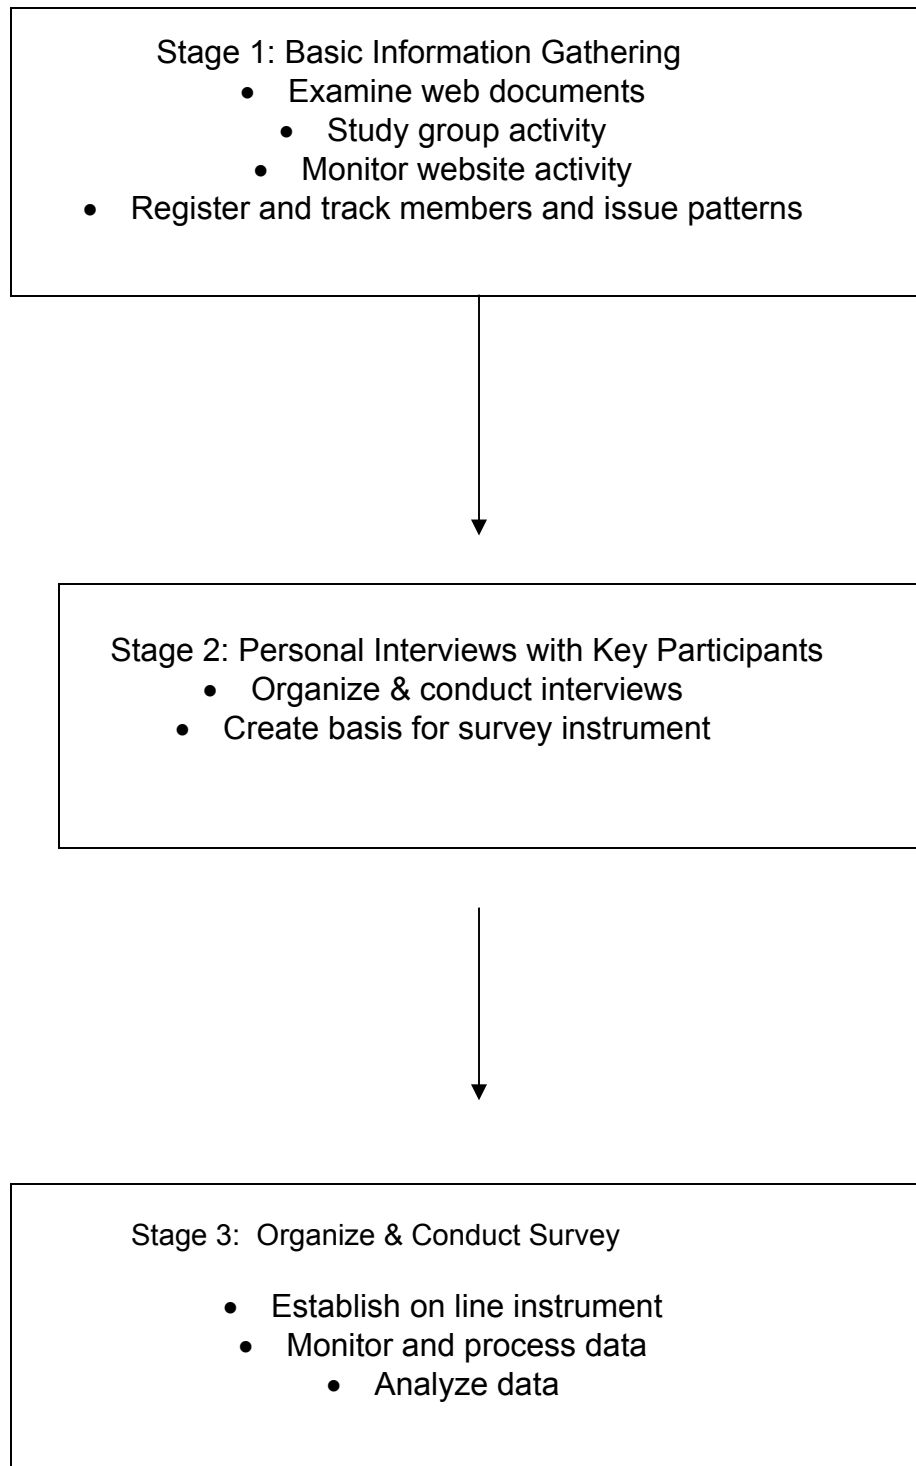 Stage 1: Basic Information Gathering
• Examine web documents
• Study group activity
• Monitor website activity
• Register and track members and issue patterns
Stage 2: Personal Interviews with Key Participants
• Organize & conduct interviews
• Create basis for survey instrument
Stage 3: Organize & Conduct Survey
• Establish on line instrument
• Monitor and process data
• Analyze data